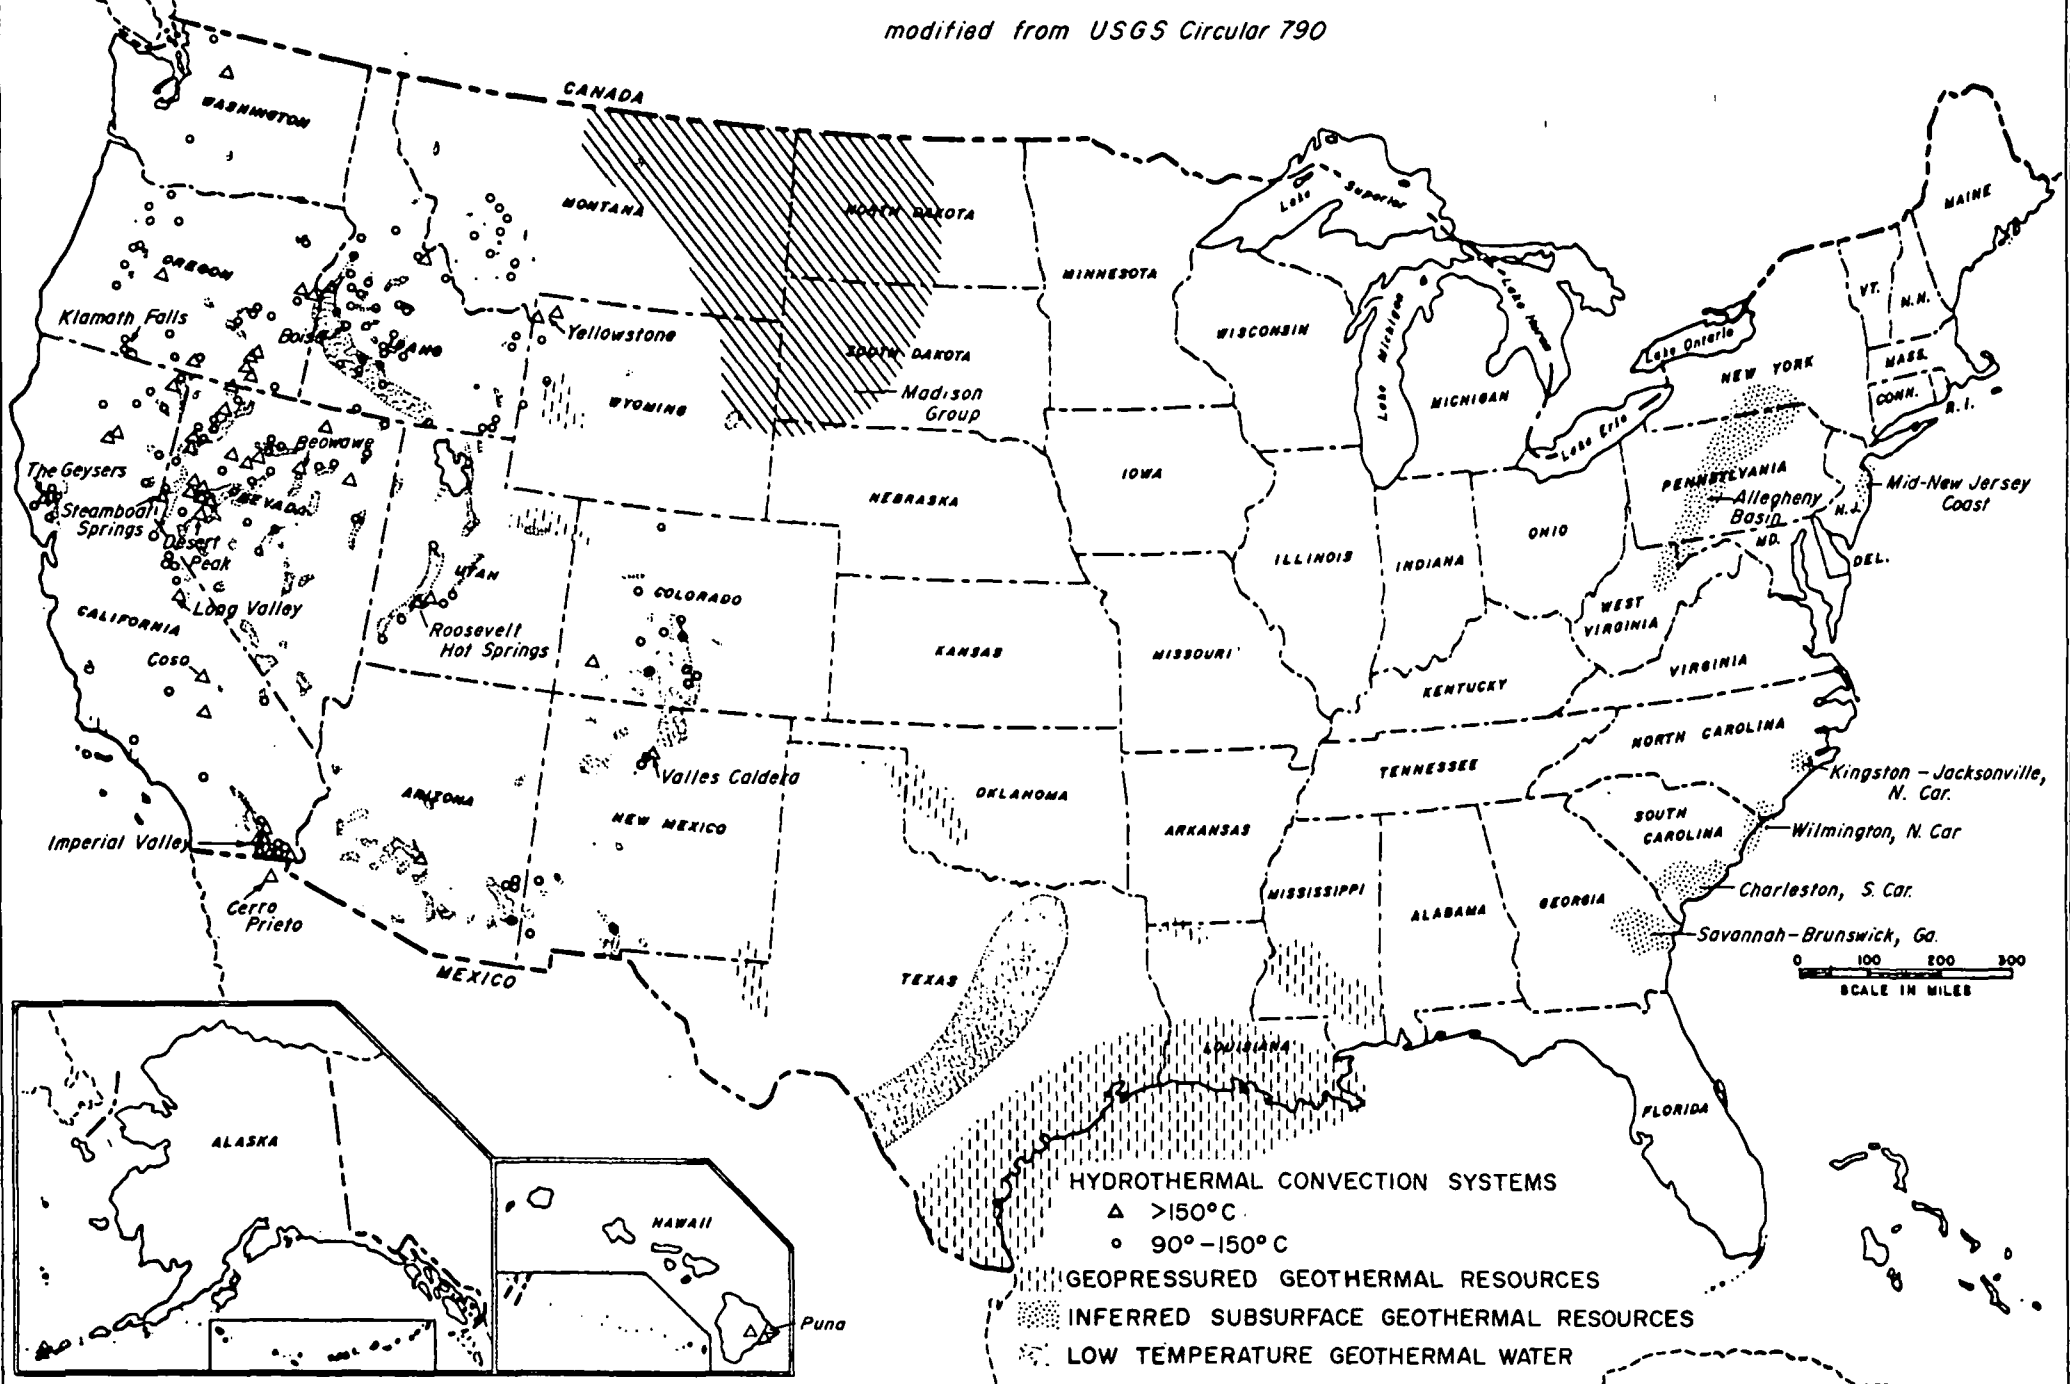 modified from USGS Circular 790
CANADA
WASHINGTON
MONTANA
NORTH DAKOTA
MINNESOTA
Lake Superior
MAINE
OREGON
Klamath Falls
Boise
IDAHO
Yellowstone
WYOMING
SOUTH DAKOTA
Madison
Group
WISCONSIN
Lake Michigan
Lake Huron
MICHIGAN
Lake Ontario
Lake Erie
NEW YORK
VT.
N.H.
MASS.
CONN.
R.I.
The Geysers
Steamboat
Springs
Beowawe
NEVADA
Desert
Peak
Long Valley
CALIFORNIA
Coso
UTAH
Roosevelt
Hot Springs
COLORADO
NEBRASKA
IOWA
KANSAS
MISSOURI
ILLINOIS
INDIANA
OHIO
PENNSYLVANIA
Allegheny
Basin
N.J.
Mid-New Jersey
Coast
MD.
DEL.
WEST
VIRGINIA
VIRGINIA
KENTUCKY
TENNESSEE
NORTH CAROLINA
Kingston - Jacksonville,
N. Car.
SOUTH
CAROLINA
Wilmington, N. Car
Charleston, S. Car.
Savannah-Brunswick, Ga.
Imperial Valley
Cerro
Prieto
ARIZONA
Valles Caldera
NEW MEXICO
OKLAHOMA
ARKANSAS
MISSISSIPPI
ALABAMA
GEORGIA
MEXICO
TEXAS
LOUISIANA
FLORIDA
0 100 200 300
SCALE IN MILES
ALASKA
HAWAII
Puna
HYDROTHERMAL CONVECTION SYSTEMS
>150°C
90°-150°C
GEOPRESSURED GEOTHERMAL RESOURCES
INFERRED SUBSURFACE GEOTHERMAL RESOURCES
LOW TEMPERATURE GEOTHERMAL WATER